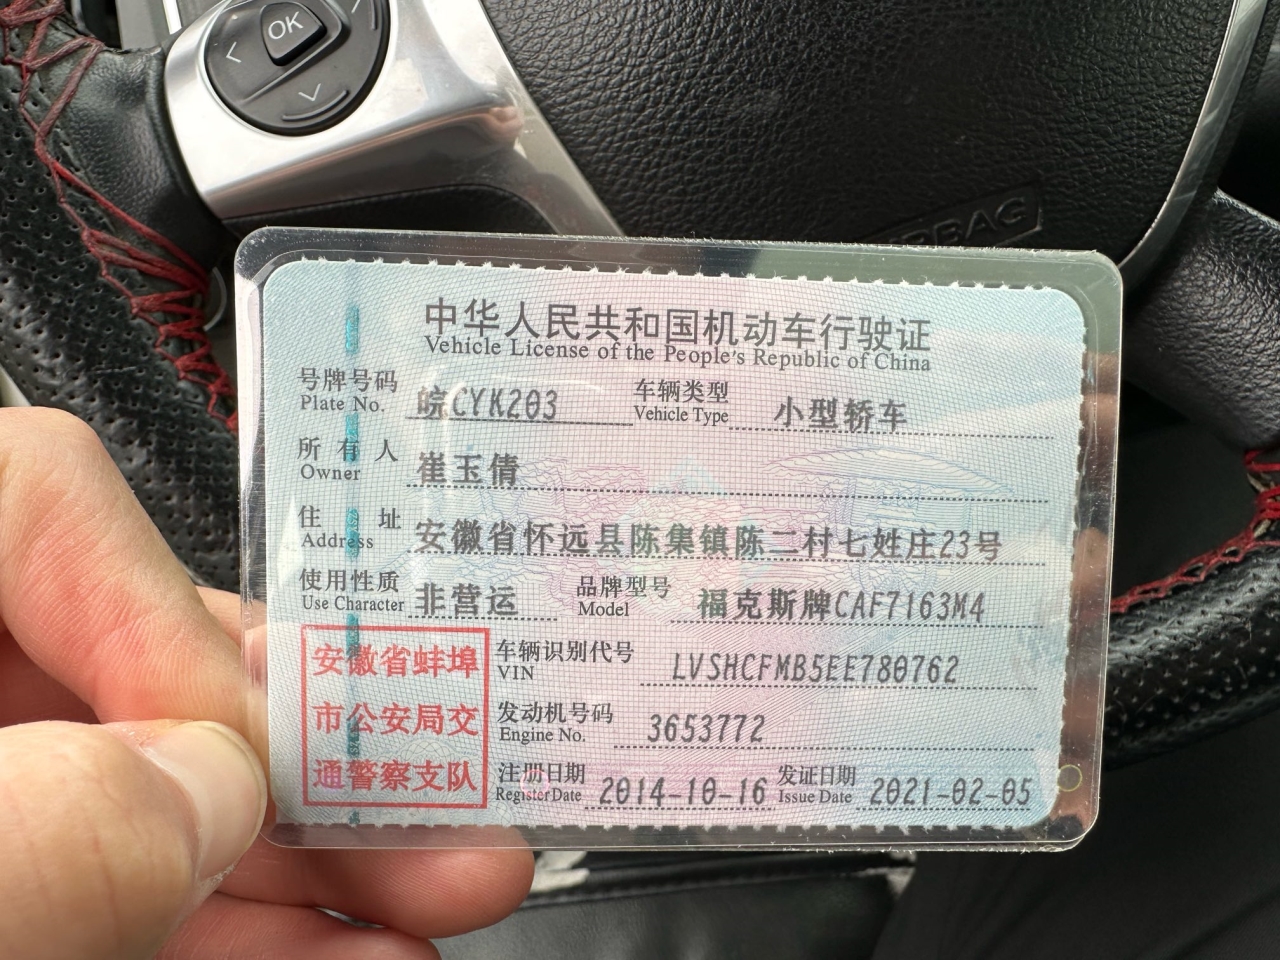 OK
AIRBAG
中华人民共和国机动车行驶证
Vehicle License of the People's Republic of China
号牌号码 皖CYK203 车辆类型 小型轿车
Plate No. Vehicle Type
所有人 崔玉倩
Owner
住址 安徽省怀远县陈集镇陈二村七姓庄23号
Address
使用性质 非营运 品牌型号 福克斯牌CAF7163M4
Use Character Model
安徽省蚌埠
市公安局交
通警察支队
车辆识别代号 LVSHCFMB5EE780762
VIN
发动机号码 3653772
Engine No.
注册日期 2014-10-16 发证日期 2021-02-05
Register Date Issue Date